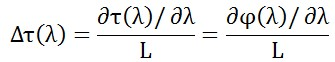 Δτ(λ) = ∂τ(λ)/ ∂λ / L = ∂φ(λ)/ ∂λ / L